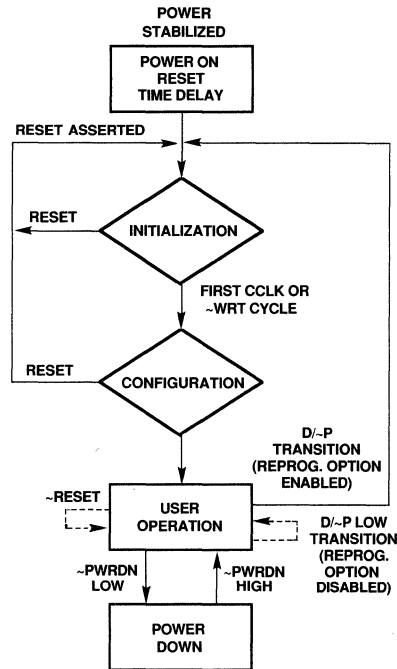 POWER
STABILIZED
POWER ON
RESET
TIME DELAY
RESET ASSERTED
RESET
INITIALIZATION
FIRST CCLK OR
~WRT CYCLE
RESET
CONFIGURATION
D/~P
TRANSITION
(REPROG. OPTION
ENABLED)
~RESET
USER
OPERATION
D/~P LOW
TRANSITION
(REPROG.
OPTION
DISABLED)
~PWRDN
LOW
~PWRDN
HIGH
POWER
DOWN